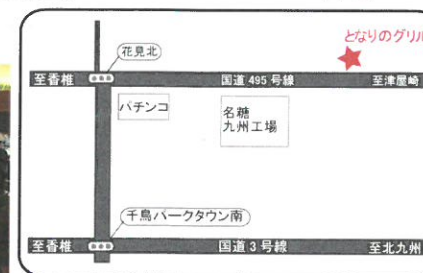 となりのグリル
花見北
至香椎
国道495号線
至津屋崎
パチンコ
名糖
九州工場
千鳥パークタウン南
至香椎
国道3号線
至北九州